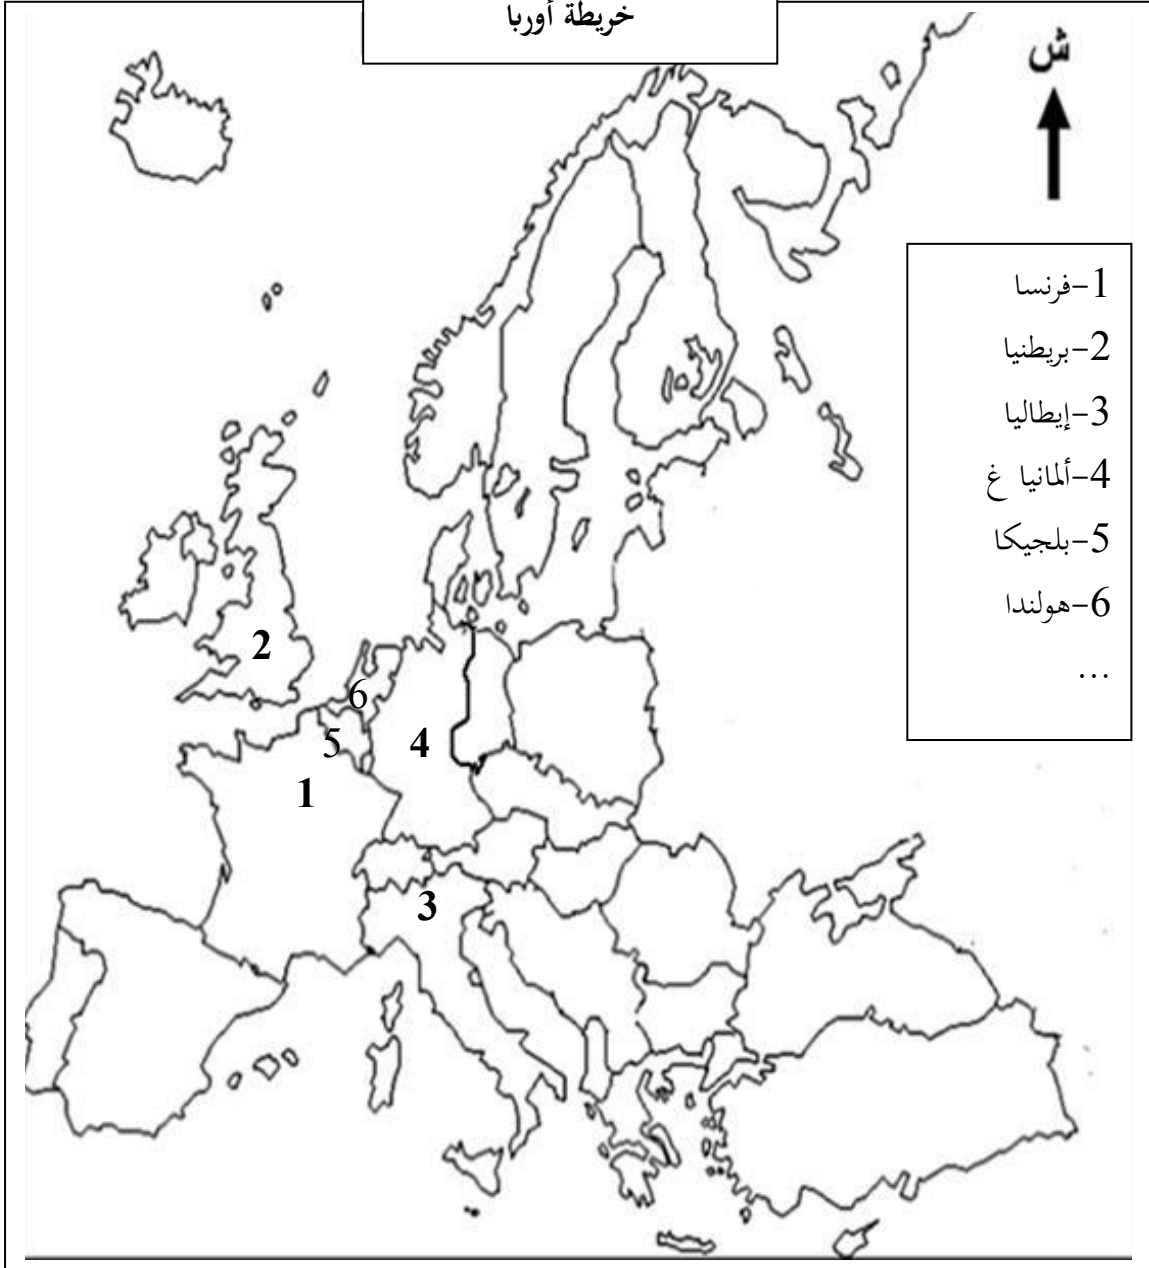 خريطة أوربا
ش
1-فرنسا
2-بريطنيا
3-إيطاليا
4-ألمانيا غ
5-بلجيكا
6-هولندا
...
2
6
5
4
1
3